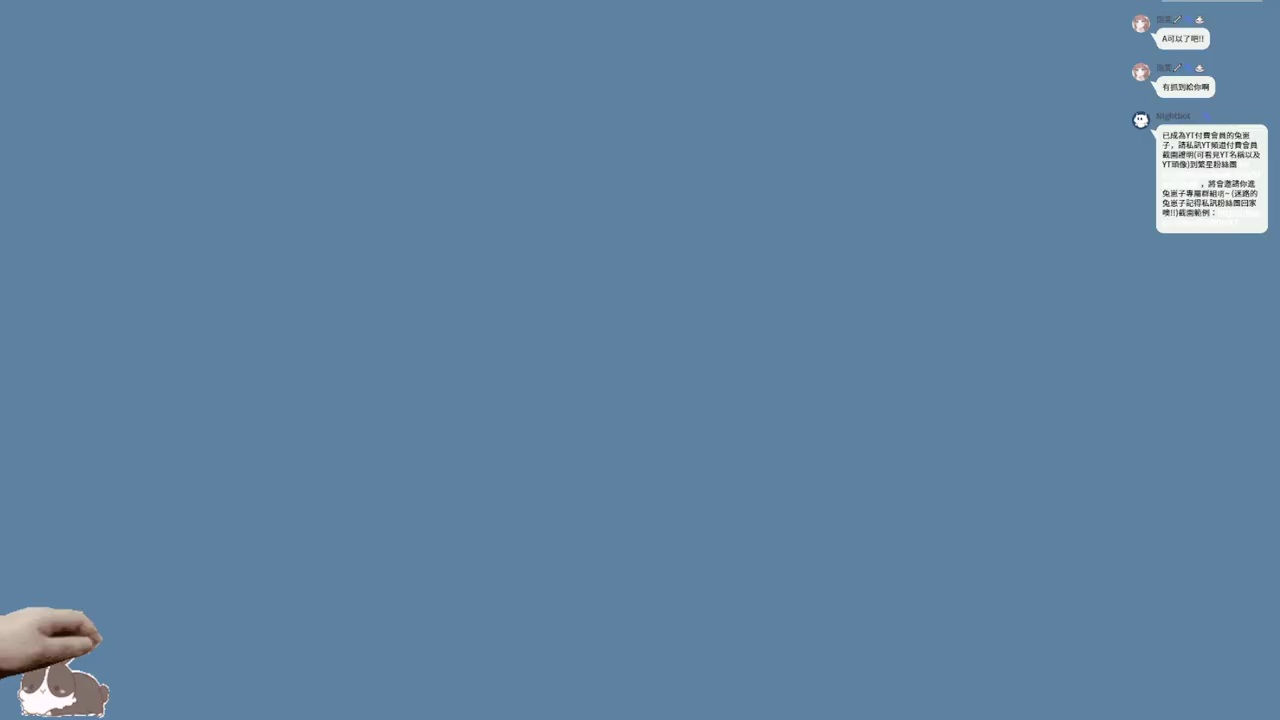 A可以了吧!!
有抓到給你啊
Nightbot
已成為YT付費會員的兔崽
子，請私訊YT頻道付費會員
截圖證明(可看見YT名稱以及
YT頭像)到繁星粉絲團
，將會邀請你進
兔崽子專屬群組唷~ (迷路的
兔崽子記得私訊粉絲團回家
噢!!)截圖範例：